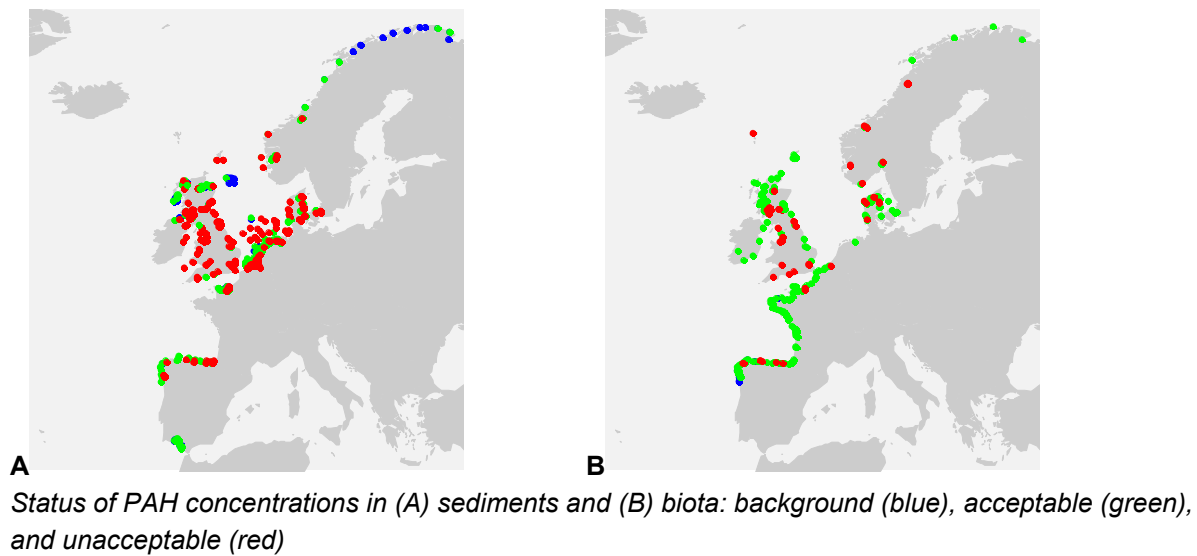 A
B
Status of PAH concentrations in (A) sediments and (B) biota: background (blue), acceptable (green),
and unacceptable (red)